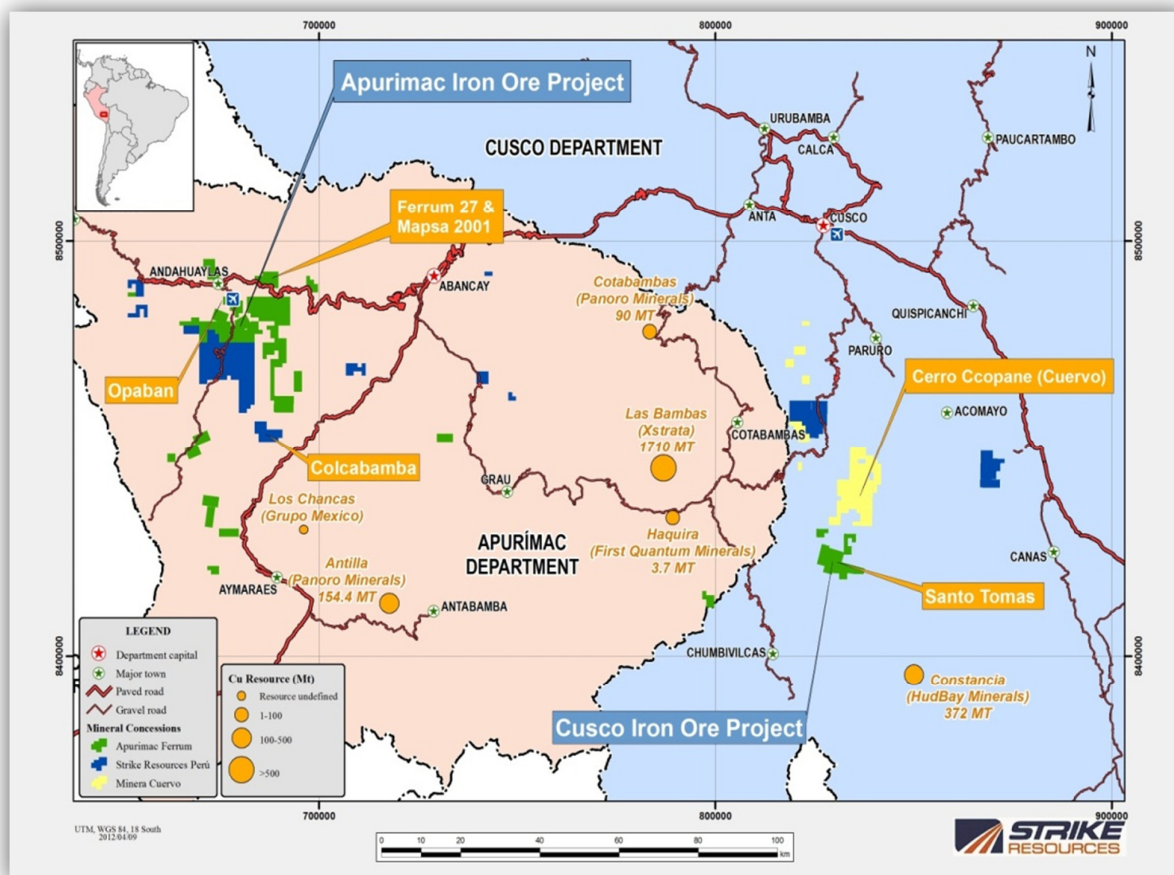 700000
800000
900000
N
Apurimac Iron Ore Project
URUBAMBA
CALCA
PAUCARTAMBO
CUSCO DEPARTMENT
Ferrum 27 &
Mapsa 2001
ANTA
CUSCO
8500000
8500000
ANDAHUAYLAS
ABANCAY
Cotabambas
(Panoro Minerals)
90 MT
QUISPICANCHI
PARURO
Opaban
Cerro Ccopane (Cuervo)
Las Bambas
(Xstrata)
1710 MT
ACOMAYO
COTABAMBAS
Colcabamba
GRAU
Los Chancas
(Grupo Mexico)
Haquira
(First Quantum Minerals)
3.7 MT
APURÍMAC
DEPARTMENT
CANAS
Antilla
(Panoro Minerals)
154.4 MT
AYMARAES
ANTABAMBA
Santo Tomas
LEGEND
Department capital
Major town
Paved road
Gravel road
Mineral Concessions
Apurimac Ferrum
Strike Resources Perú
Minera Cuervo
Cu Resource (Mt)
Resource undefined
1-100
100-500
>500
CHUMBIVILCAS
8400000
8400000
Constancia
(HudBay Minerals)
372 MT
Cusco Iron Ore Project
700000
800000
900000
UTM, WGS 84, 18 South
2012/04/09
0 10 20 40 60 80 100
km
STRIKE
RESOURCES